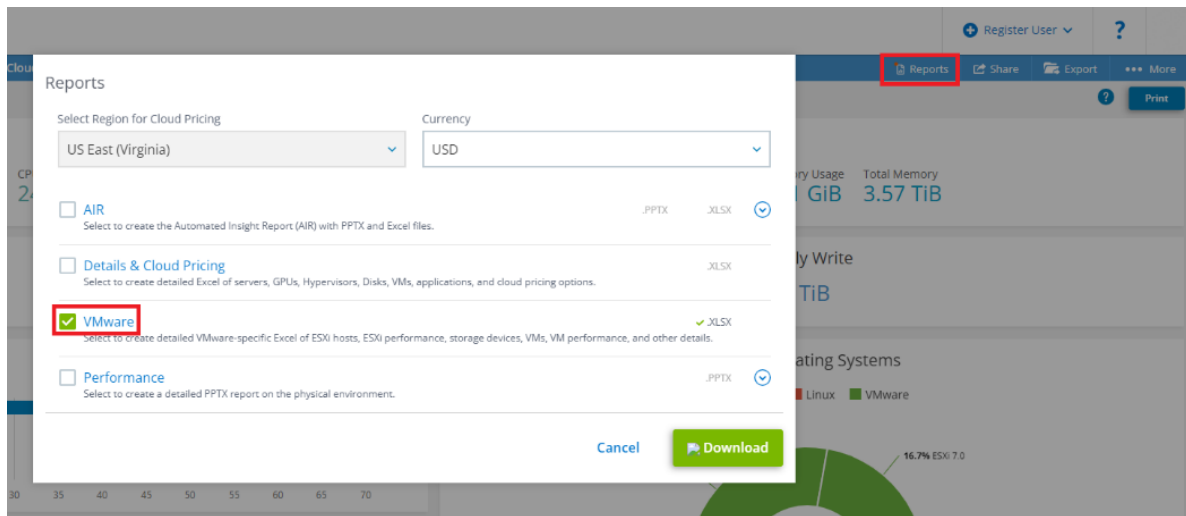 Register User
?
Reports
Share
Export
More
?
Print
Reports
Select Region for Cloud Pricing
Currency
US East (Virginia)
USD
Usage
Total Memory
GiB
3.57 TiB
AIR
.PPTX
.XLSX
Select to create the Automated Insight Report (AIR) with PPTX and Excel files.
Details & Cloud Pricing
.XLSX
Select to create detailed Excel of servers, GPUs, Hypervisors, Disks, VMs, applications, and cloud pricing options.
Write
TiB
VMware
.XLSX
Select to create detailed VMware-specific Excel of ESXi hosts, ESXi performance, storage devices, VMs, VM performance, and other details.
Systems
Linux
VMware
Performance
.PPTX
Select to create a detailed PPTX report on the physical environment.
Cancel
Download
16.7% ESXi 7.0
30 35 40 45 50 55 60 65 70